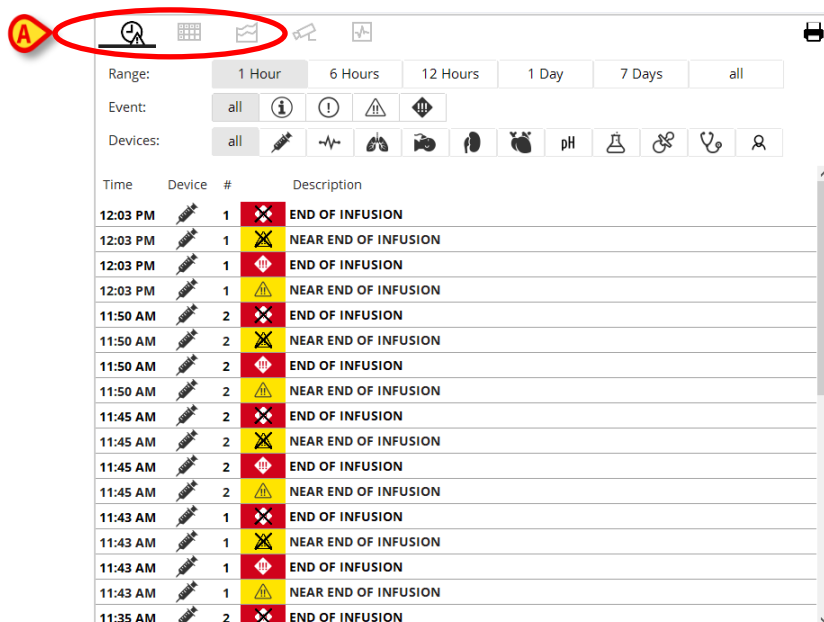 A
Range: 1 Hour 6 Hours 12 Hours 1 Day 7 Days all
Event: all
Devices: all pH
Time Device # Description
12:03 PM 1 END OF INFUSION
12:03 PM 1 NEAR END OF INFUSION
12:03 PM 1 END OF INFUSION
12:03 PM 1 NEAR END OF INFUSION
11:50 AM 2 END OF INFUSION
11:50 AM 2 NEAR END OF INFUSION
11:50 AM 2 END OF INFUSION
11:50 AM 2 NEAR END OF INFUSION
11:45 AM 2 END OF INFUSION
11:45 AM 2 NEAR END OF INFUSION
11:45 AM 2 END OF INFUSION
11:45 AM 2 NEAR END OF INFUSION
11:43 AM 1 END OF INFUSION
11:43 AM 1 NEAR END OF INFUSION
11:43 AM 1 END OF INFUSION
11:43 AM 1 NEAR END OF INFUSION
11:35 AM 2 END OF INFUSION